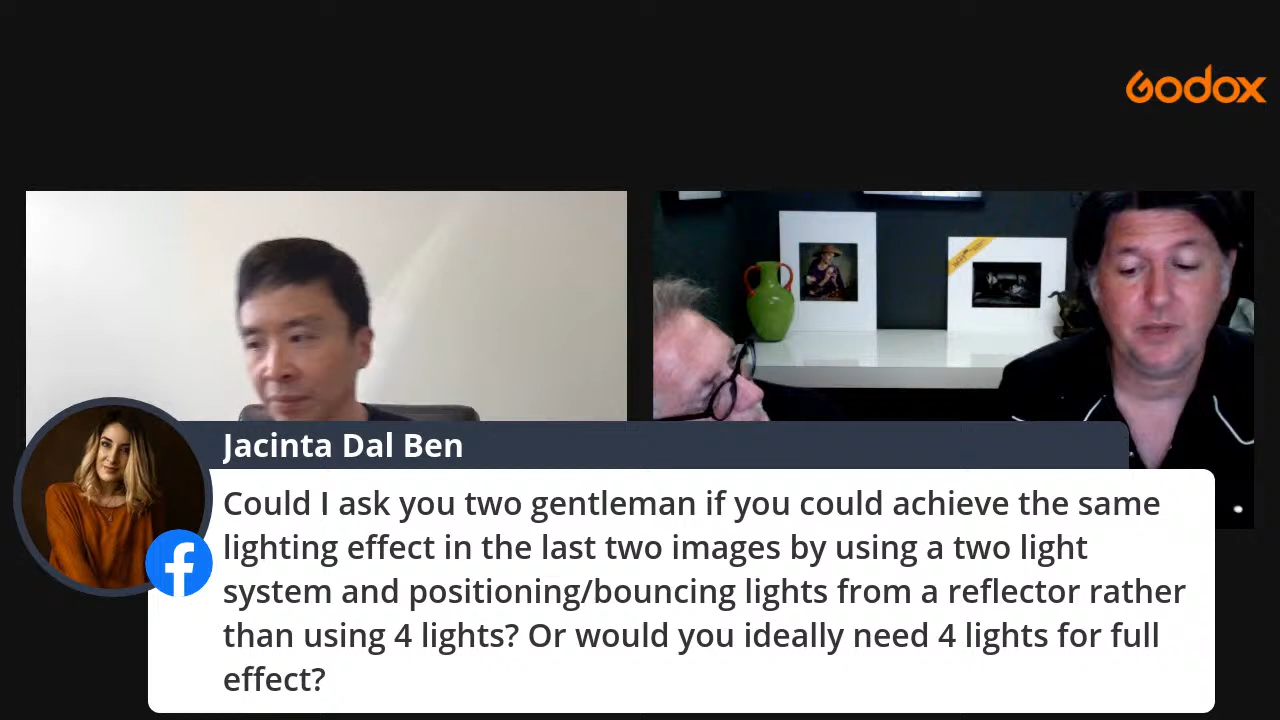 Godox
Jacinta Dal Ben
Could I ask you two gentleman if you could achieve the same
lighting effect in the last two images by using a two light
system and positioning/bouncing lights from a reflector rather
than using 4 lights? Or would you ideally need 4 lights for full
effect?